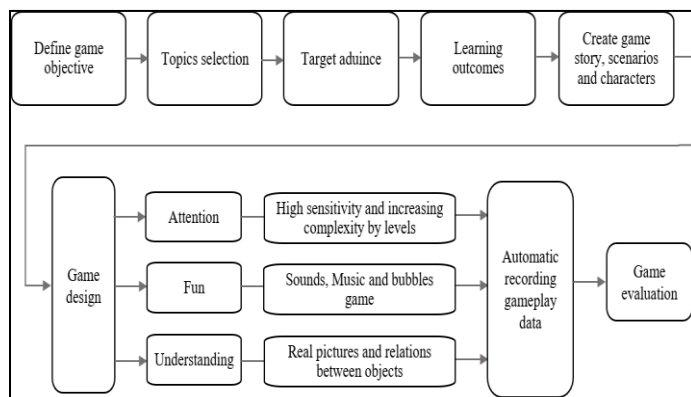 Define game
objective
Topics selection
Target aduince
Learning
outcomes
Create game
story, scenarios
and characters
Game
design
Attention
High sensitivity and increasing
complexity by levels
Fun
Sounds, Music and bubbles
game
Understanding
Real pictures and relations
between objects
Automatic
recording
gameplay
data
Game
evaluation